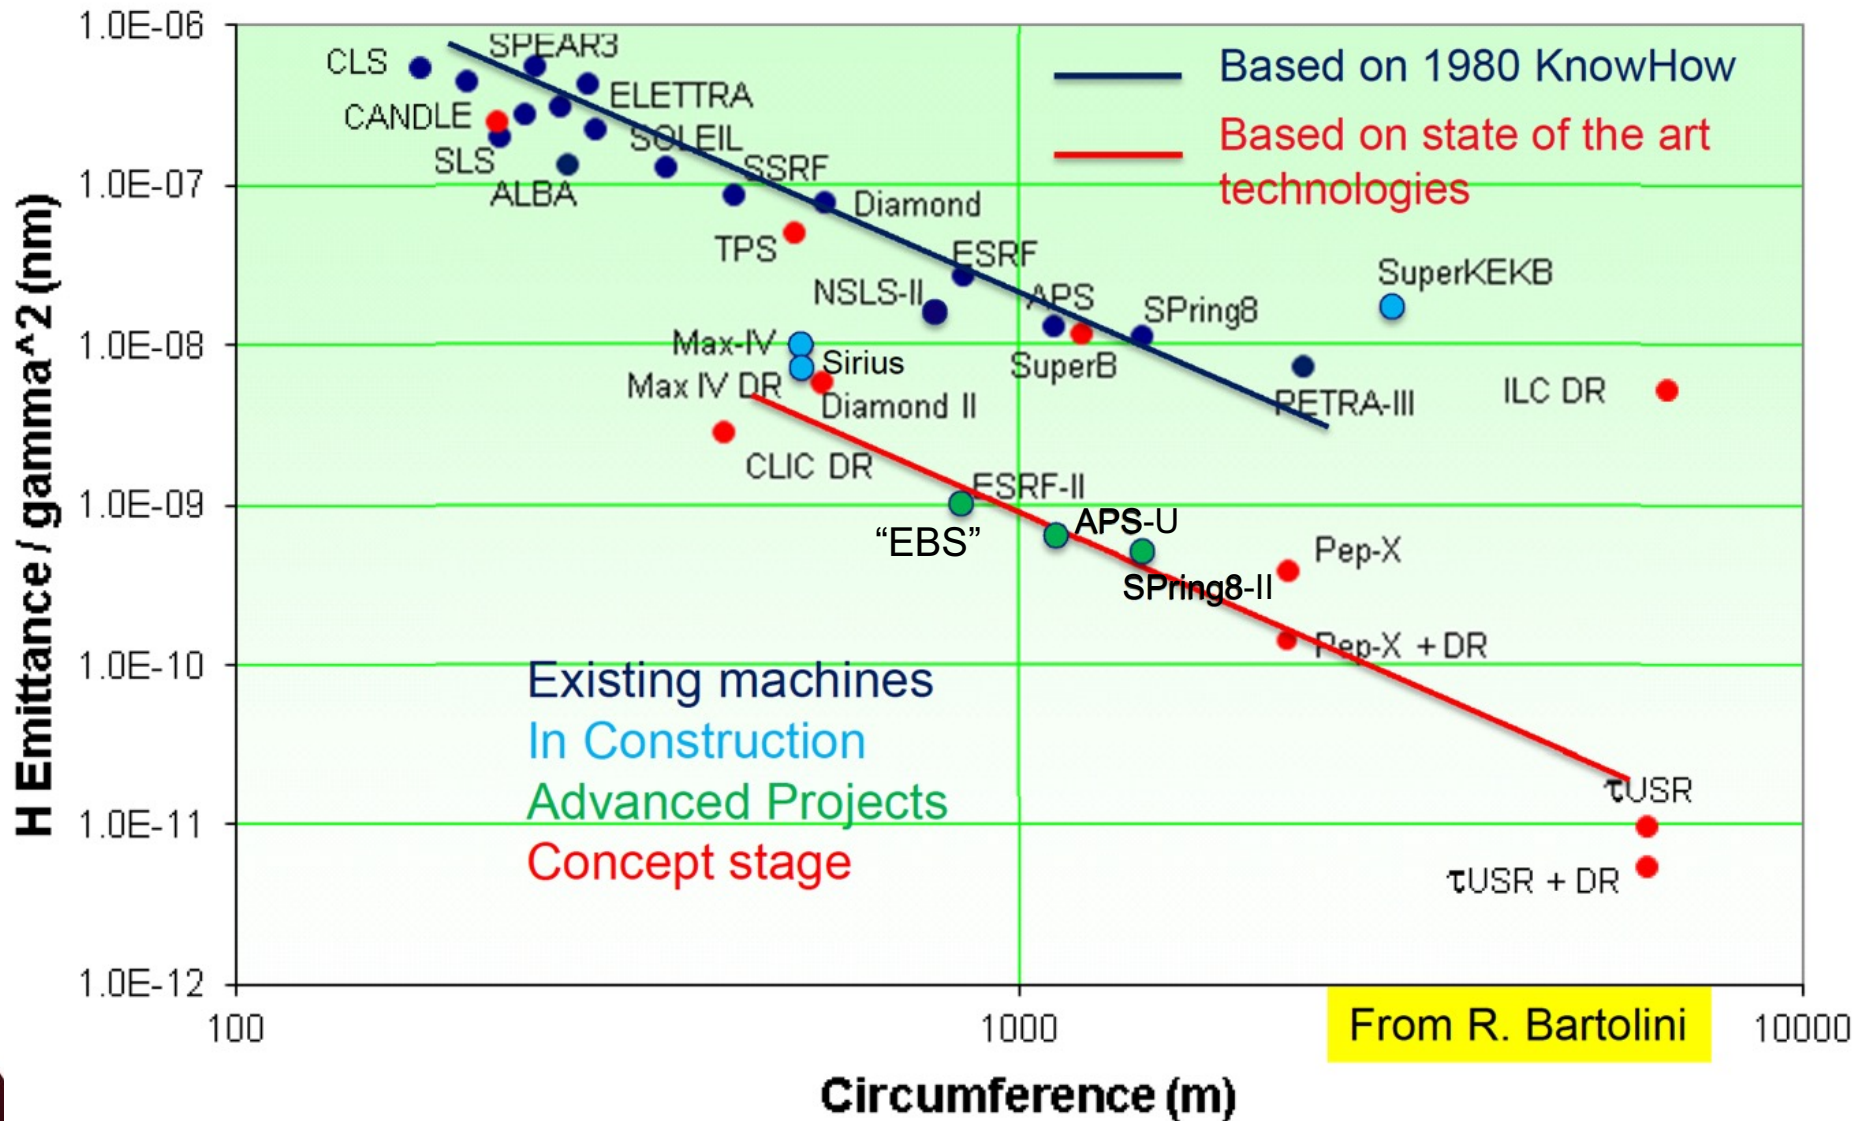 1.0E-06
1.0E-07
1.0E-08
1.0E-09
1.0E-10
1.0E-11
1.0E-12
H Emittance / gamma^2 (nm)
CLS
SPEAR3
CANDLE
ELETTRA
SLS
SOLEIL
ALBA
SSRF
Diamond
TPS
ESRF
NSLS-II
APS
SPring8
SuperKEKB
Max-IV
Sirius
SuperB
Max IV DR
Diamond II
PETRA-III
ILC DR
CLIC DR
ESRF-II
"EBS"
APS-U
Pep-X
SPring8-II
Pep-X + DR
τUSR
τUSR + DR
Based on 1980 KnowHow
Based on state of the art
technologies
Existing machines
In Construction
Advanced Projects
Concept stage
100
1000
10000
From R. Bartolini
Circumference (m)